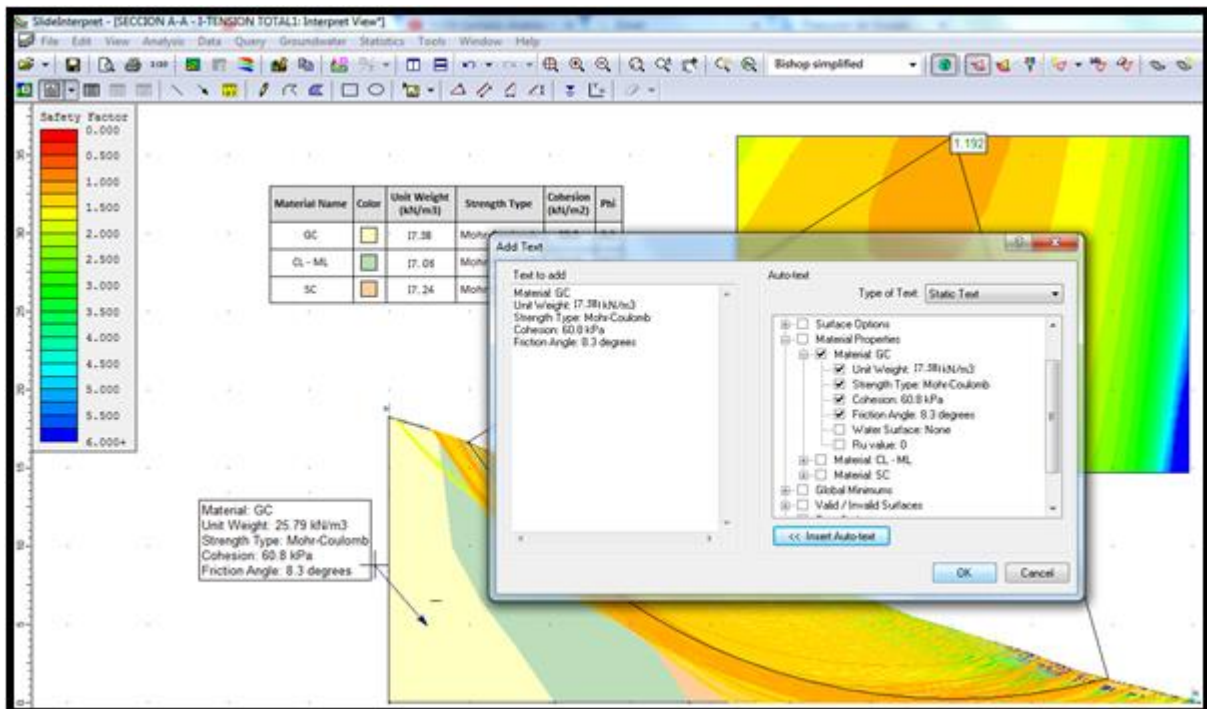 SlideInterpret - [SECCION A-A - I-TENSION TOTAL1: Interpret View*]
File Edit View Analysis Data Query Groundwater Statistics Tools Window Help
Bishop simplified
Safety Factor
0.000
0.500
1.000
1.500
2.000
2.500
3.000
3.500
4.000
4.500
5.000
5.500
6.000+
35
30
25
20
15
10
5
0
1.192
Material Name Color Unit Weight (kN/m3) Strength Type Cohesion (kN/m2) Phi
GC 17.38
CL - ML 17.06
SC 17.24
Add Text
Text to add
Material: GC
Unit Weight: 17.38 kN/m3
Strength Type: Mohr-Coulomb
Cohesion: 60.8 kPa
Friction Angle: 8.3 degrees
Auto-text
Type of Text: Static Text
Surface Options
Material Properties
Material: GC
Unit Weight: 17.38 kN/m3
Strength Type: Mohr-Coulomb
Cohesion: 60.8 kPa
Friction Angle: 8.3 degrees
Water Surface: None
Ru value: 0
Material: CL - ML
Material: SC
Global Minimums
Valid / Invalid Surfaces
<< Insert Auto-text
OK Cancel
Material: GC
Unit Weight: 25.79 kN/m3
Strength Type: Mohr-Coulomb
Cohesion: 60.8 kPa
Friction Angle: 8.3 degrees